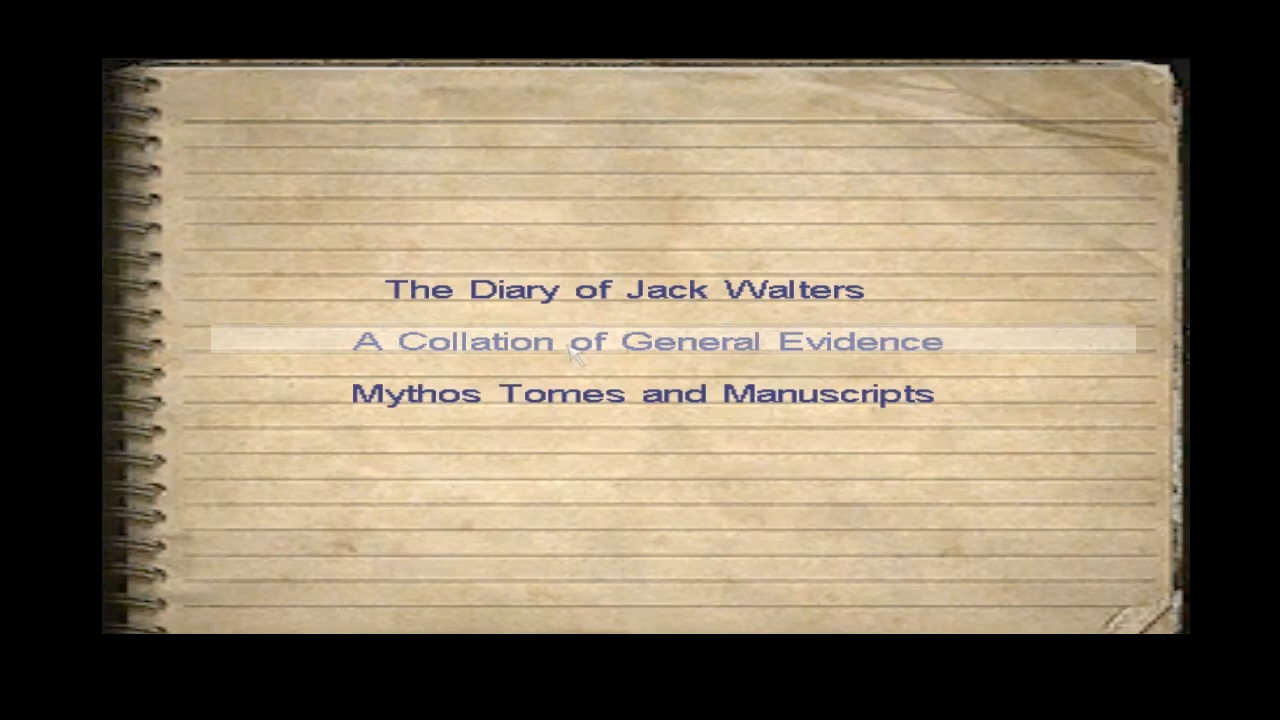 The Diary of Jack Walters
A Collation of General Evidence
Mythos Tomes and Manuscripts